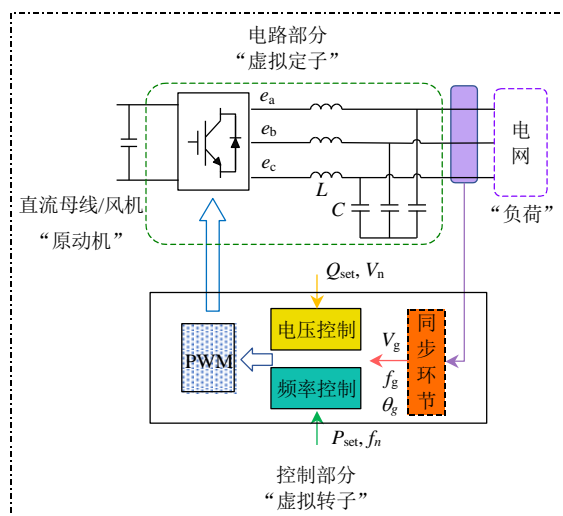 电路部分
“虚拟定子”
e_a
e_b
e_c
L
C
电
网
“负荷”
直流母线/风机
“原动机”
Q_set, V_n
电压控制
PWM
频率控制
V_g
f_g
θ_g
同
步
环
节
P_set, f_n
控制部分
“虚拟转子”